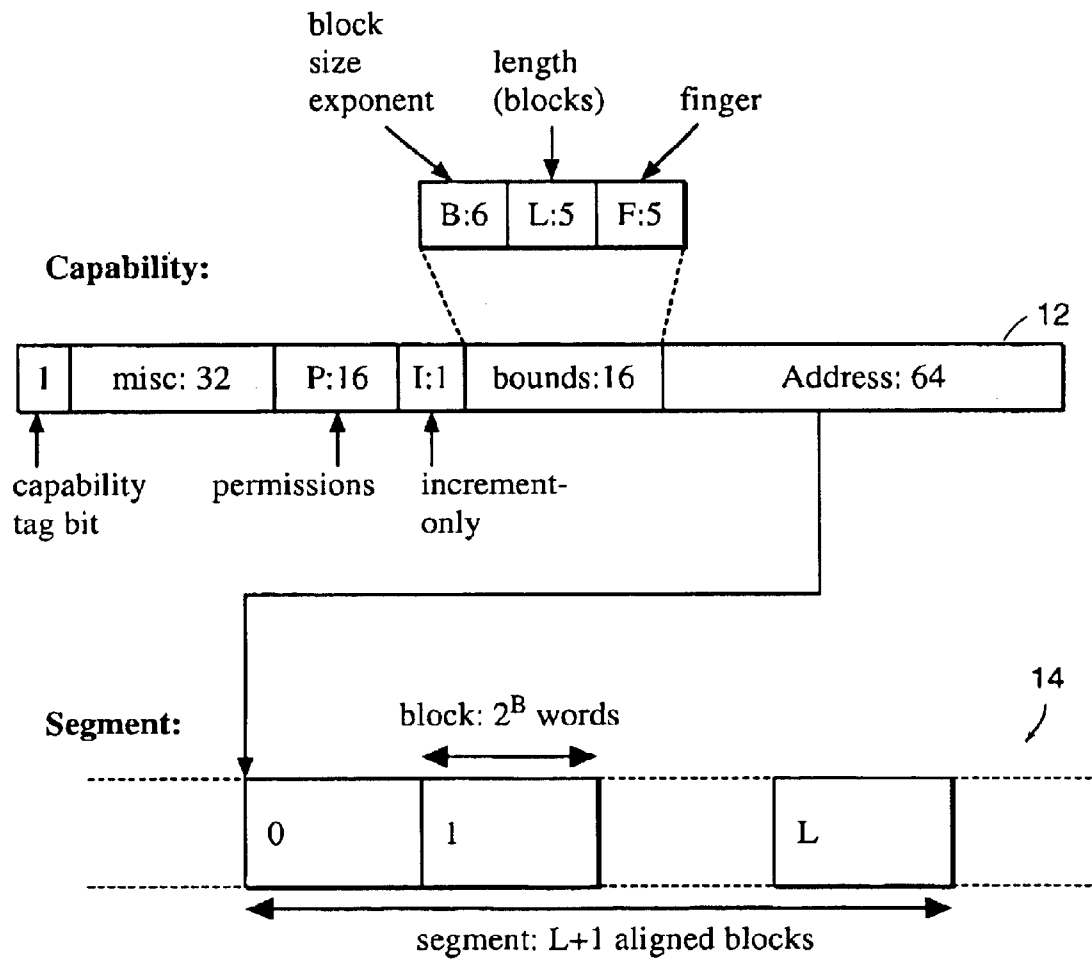 block
size
exponent
length
(blocks)
finger
B:6 L:5 F:5
Capability:
12
1 misc: 32 P:16 I:1 bounds:16 Address: 64
capability
tag bit
permissions
increment-
only
14
Segment:
block: 2^B words
0 1 L
segment: L+1 aligned blocks